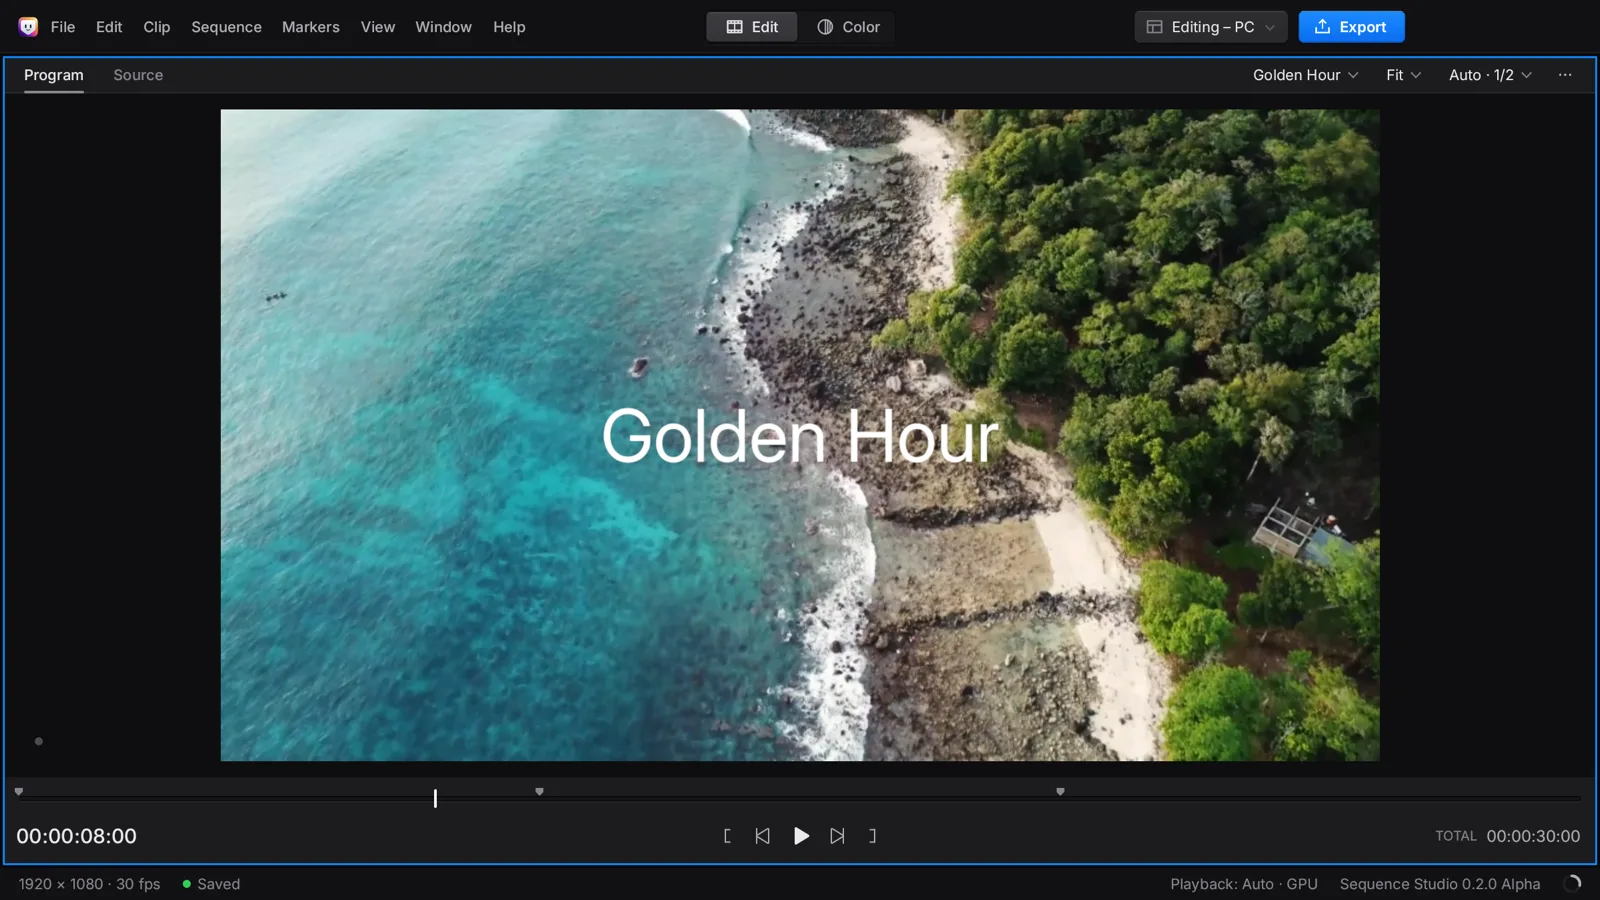 File Edit Clip Sequence Markers View Window Help Edit Color Editing – PC Export
Program Source Golden Hour Fit Auto · 1/2 ···
Golden Hour
00:00:08:00 TOTAL 00:00:30:00
1920 × 1080 · 30 fps Saved Playback: Auto · GPU Sequence Studio 0.2.0 Alpha